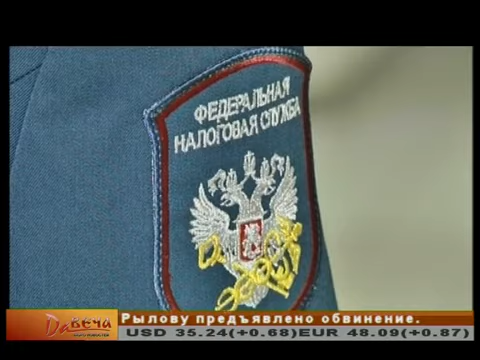 ФЕДЕРАЛЬНАЯ
НАЛОГОВАЯ СЛУЖБА
ДаВЕЧА
Рылову предъявлено обвинение.
USD 35.24(+0.68)EUR 48.09(+0.87)